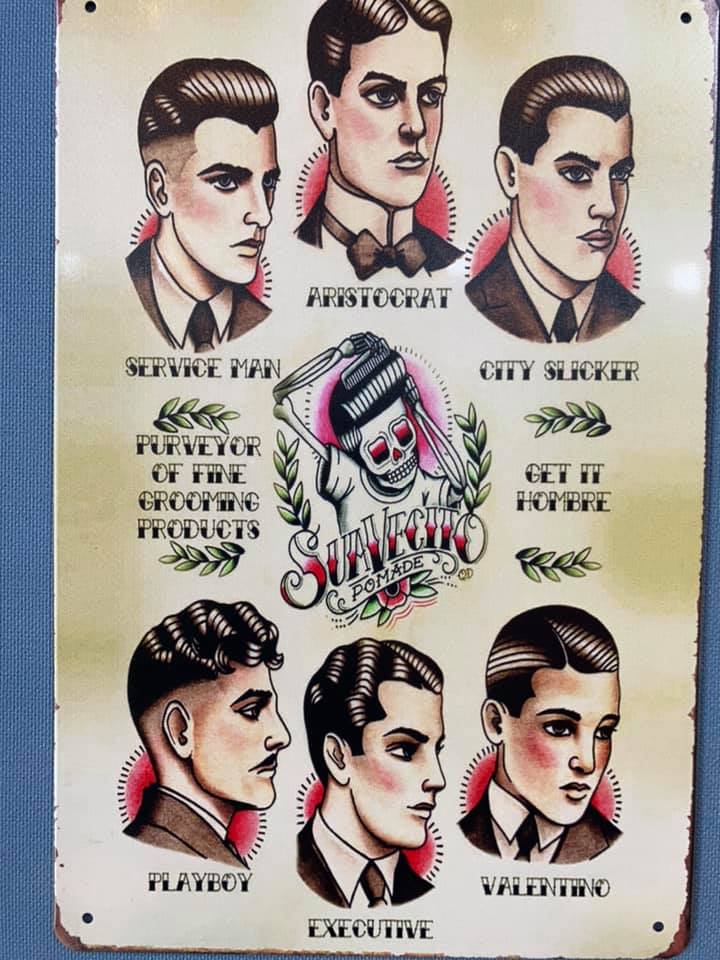 ARISTOCRAT
SERVICE MAN
CITY SLICKER
PURVEYOR
OF FINE
GROOMING
PRODUCTS
GET IT
HOMBRE
SUAVECITO
POMADE
PLAYBOY
EXECUTIVE
VALENTINO